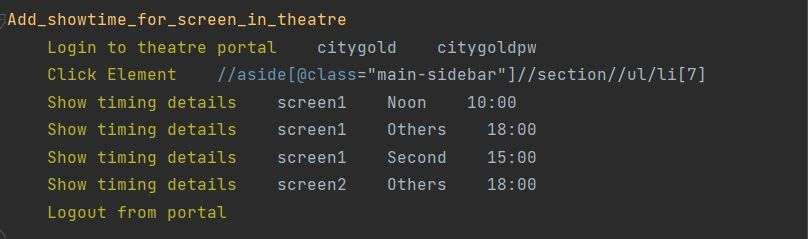 Add_showtime_for_screen_in_theatre
Login to theatre portal    citygold    citygoldpw
Click Element    //aside[@class="main-sidebar"]//section//ul/li[7]
Show timing details    screen1    Noon    10:00
Show timing details    screen1    Others    18:00
Show timing details    screen1    Second    15:00
Show timing details    screen2    Others    18:00
Logout from portal